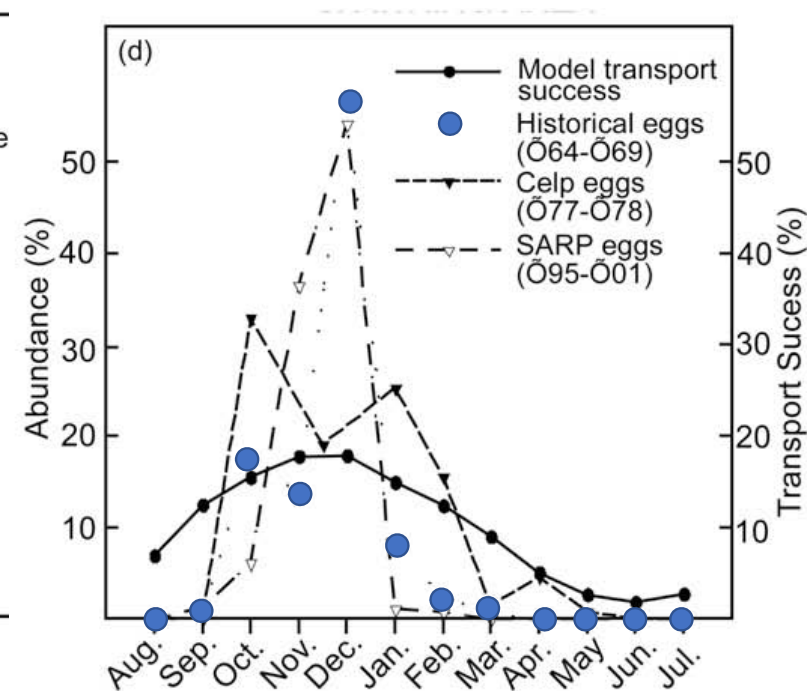 (d)
Model transport
success
Historical eggs
(Õ64-Õ69)
Celp eggs
(Õ77-Õ78)
SARP eggs
(Õ95-Õ01)
Abundance (%)
50
40
30
20
10
Transport Sucess (%)
50
40
30
20
10
Aug.
Sep.
Oct.
Nov.
Dec.
Jan.
Feb.
Mar.
Apr.
May
Jun.
Jul.
e